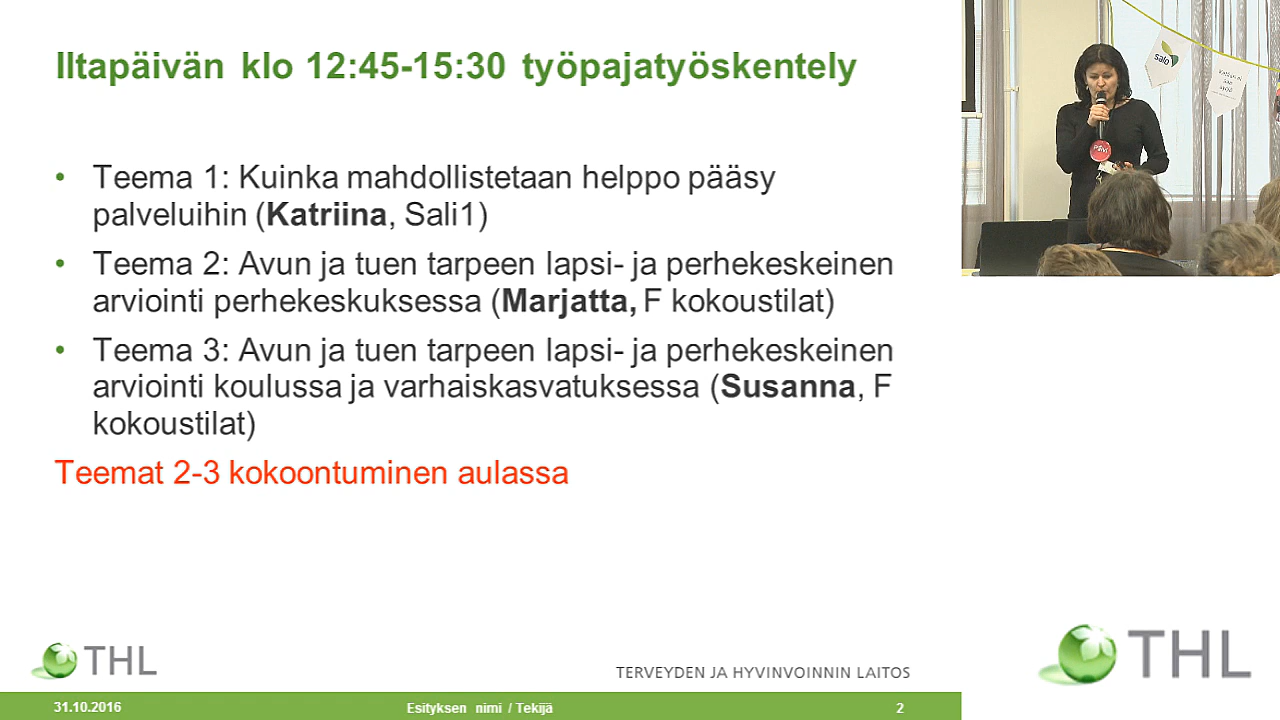 Iltapäivän klo 12:45-15:30 työpajatyöskentely
• Teema 1: Kuinka mahdollistetaan helppo pääsy
palveluihin (Katriina, Sali1)
• Teema 2: Avun ja tuen tarpeen lapsi- ja perhekeskeinen
arviointi perhekeskuksessa (Marjatta, F kokoustilat)
• Teema 3: Avun ja tuen tarpeen lapsi- ja perhekeskeinen
arviointi koulussa ja varhaiskasvatuksessa (Susanna, F
kokoustilat)
Teemat 2-3 kokoontuminen aulassa
THL
TERVEYDEN JA HYVINVOINNIN LAITOS
31.10.2016
Esityksen nimi / Tekijä
2
salo
Päivi
THL